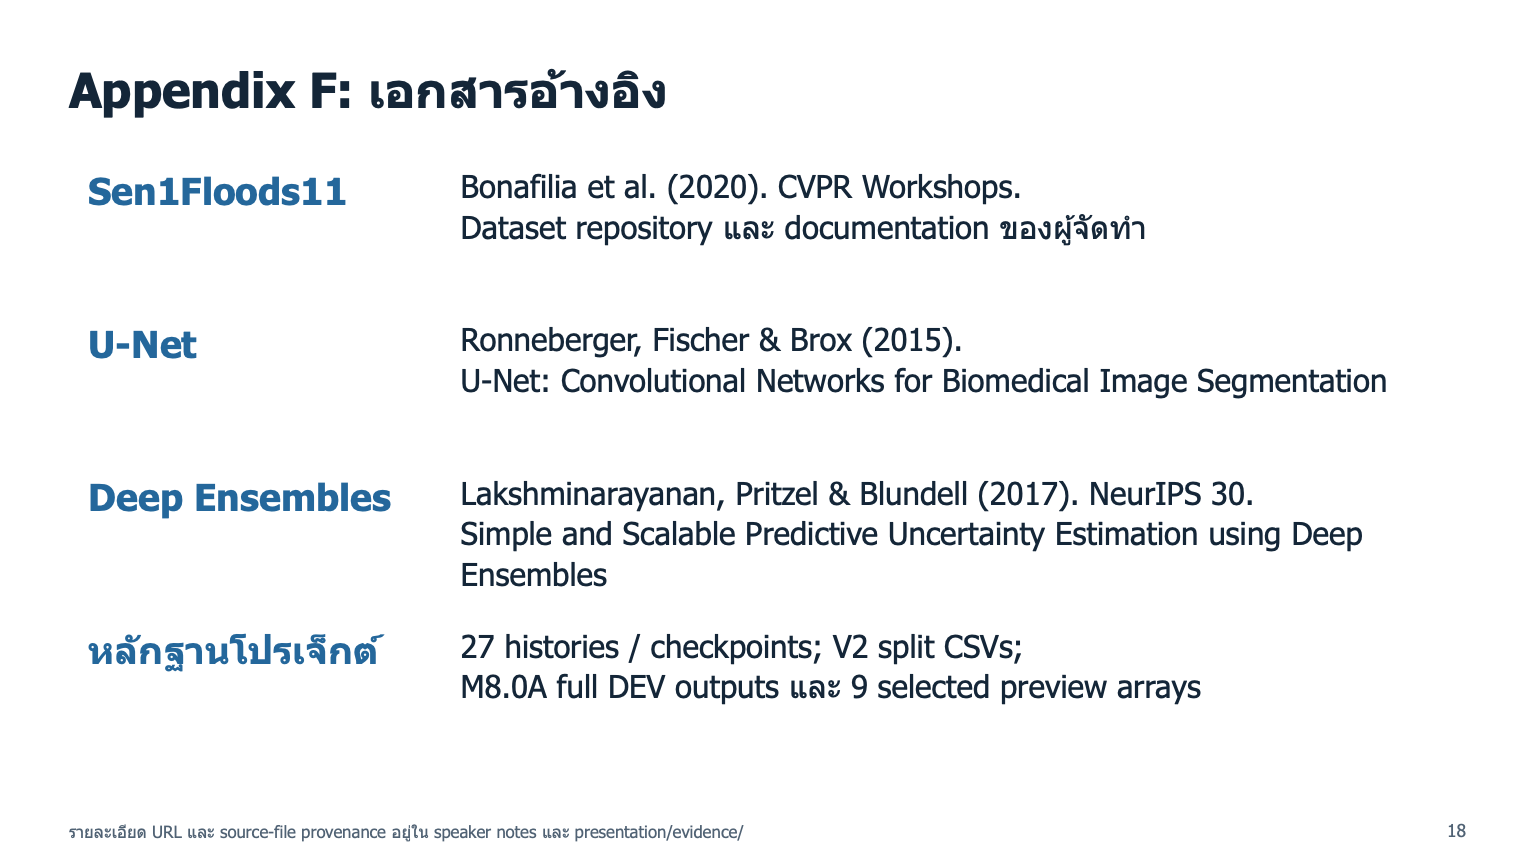 Appendix F: เอกสารอ้างอิง
Sen1Floods11
Bonafilia et al. (2020). CVPR Workshops.
Dataset repository และ documentation ของผู้จัดทำ
U-Net
Ronneberger, Fischer & Brox (2015).
U-Net: Convolutional Networks for Biomedical Image Segmentation
Deep Ensembles
Lakshminarayanan, Pritzel & Blundell (2017). NeurIPS 30.
Simple and Scalable Predictive Uncertainty Estimation using Deep
Ensembles
หลักฐานโปรเจ็กต์
27 histories / checkpoints; V2 split CSVs;
M8.0A full DEV outputs และ 9 selected preview arrays
รายละเอียด URL และ source-file provenance อยู่ใน speaker notes และ presentation/evidence/
18